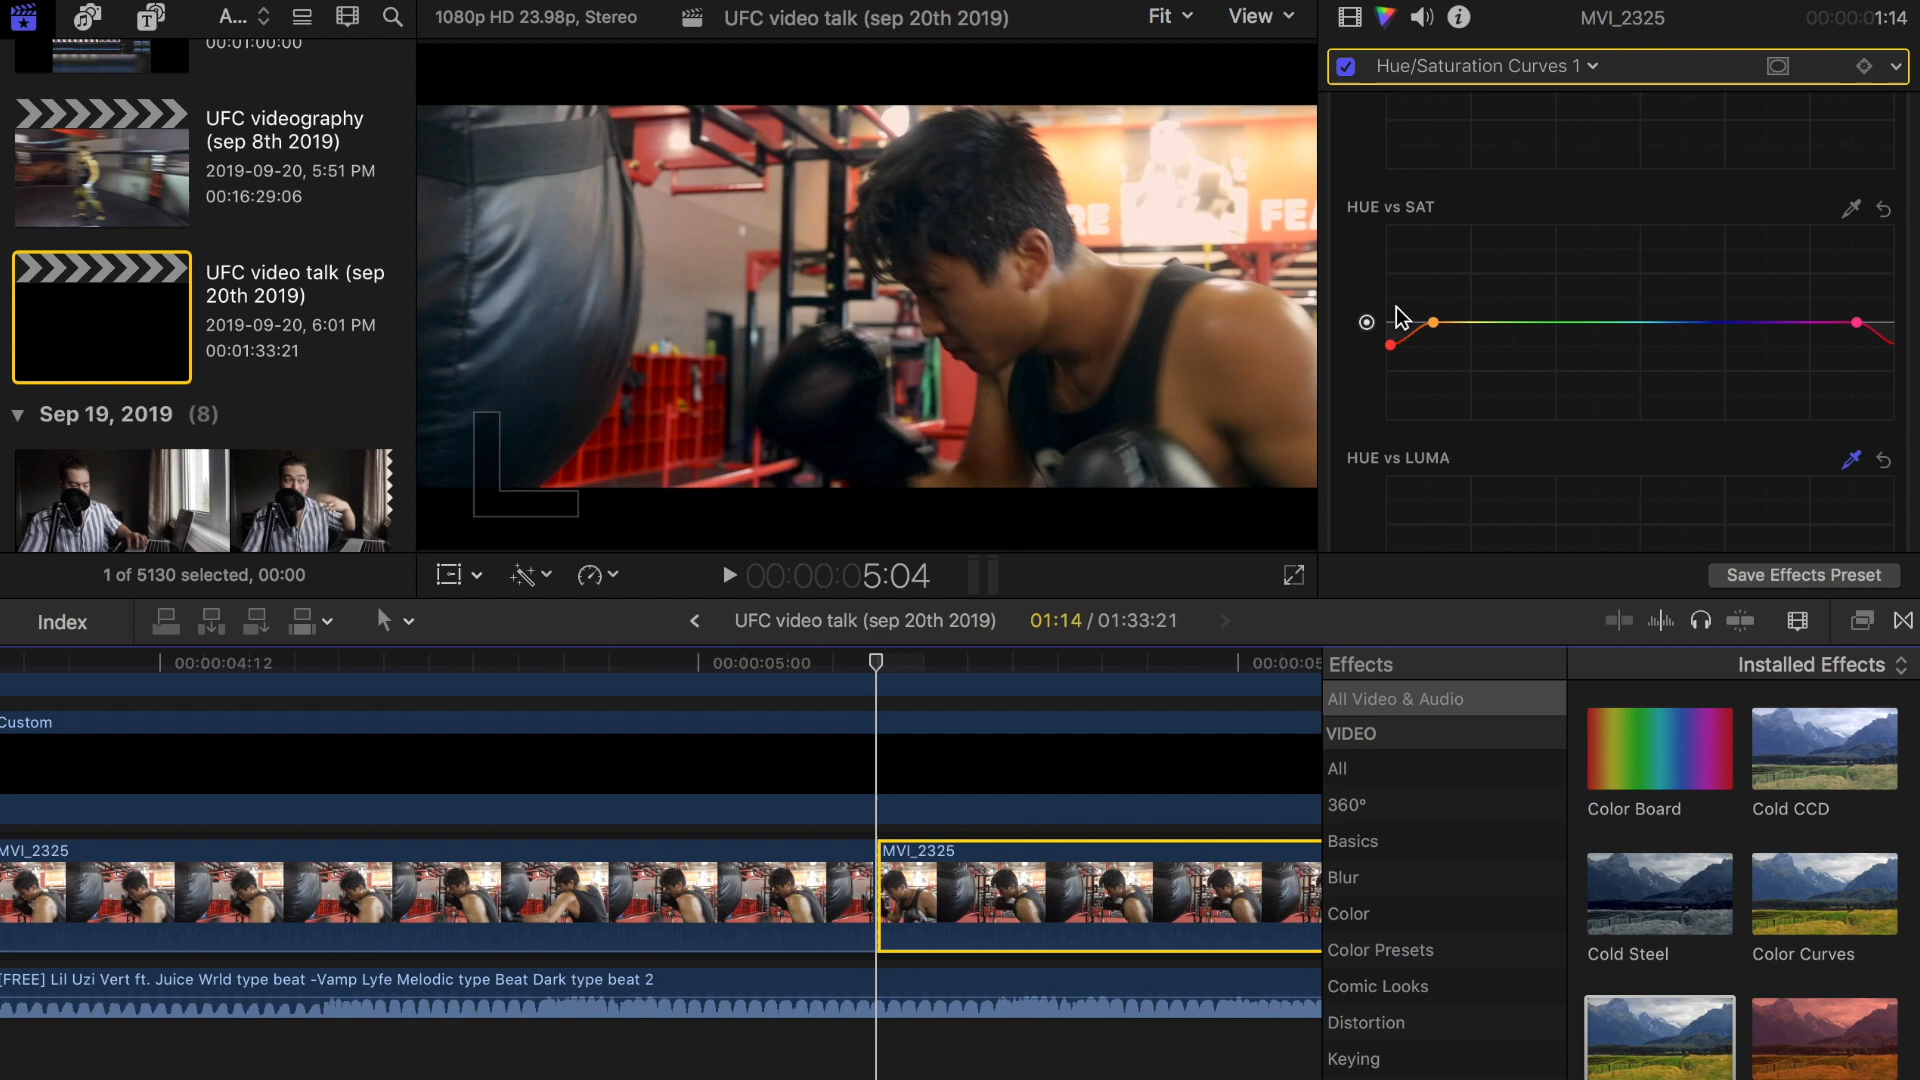 A...
1080p HD 23.98p, Stereo
UFC video talk (sep 20th 2019)
Fit
View
MVI_2325
00:00:01:14
00:01:00:00
Hue/Saturation Curves 1
UFC videography
(sep 8th 2019)
2019-09-20, 5:51 PM
00:16:29:06
HUE vs SAT
RE
FEA
UFC video talk (sep
20th 2019)
2019-09-20, 6:01 PM
00:01:33:21
Sep 19, 2019 (8)
HUE vs LUMA
1 of 5130 selected, 00:00
00:00:05:04
Save Effects Preset
Index
UFC video talk (sep 20th 2019)
01:14 / 01:33:21
00:00:04:12
00:00:05:00
00:00:05
Effects
Installed Effects
All Video & Audio
Custom
VIDEO
All
360°
Color Board
Cold CCD
Basics
MVI_2325
MVI_2325
Blur
Color
Color Presets
Cold Steel
Color Curves
[FREE] Lil Uzi Vert ft. Juice Wrld type beat -Vamp Lyfe Melodic type Beat Dark type beat 2
Comic Looks
Distortion
Keying